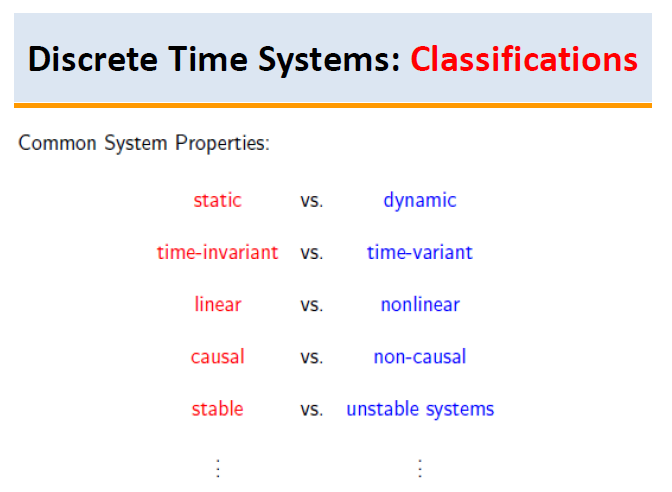 Discrete Time Systems: Classifications
Common System Properties:
static vs. dynamic
time-invariant vs. time-variant
linear vs. nonlinear
causal vs. non-causal
stable vs. unstable systems
⋮ ⋮